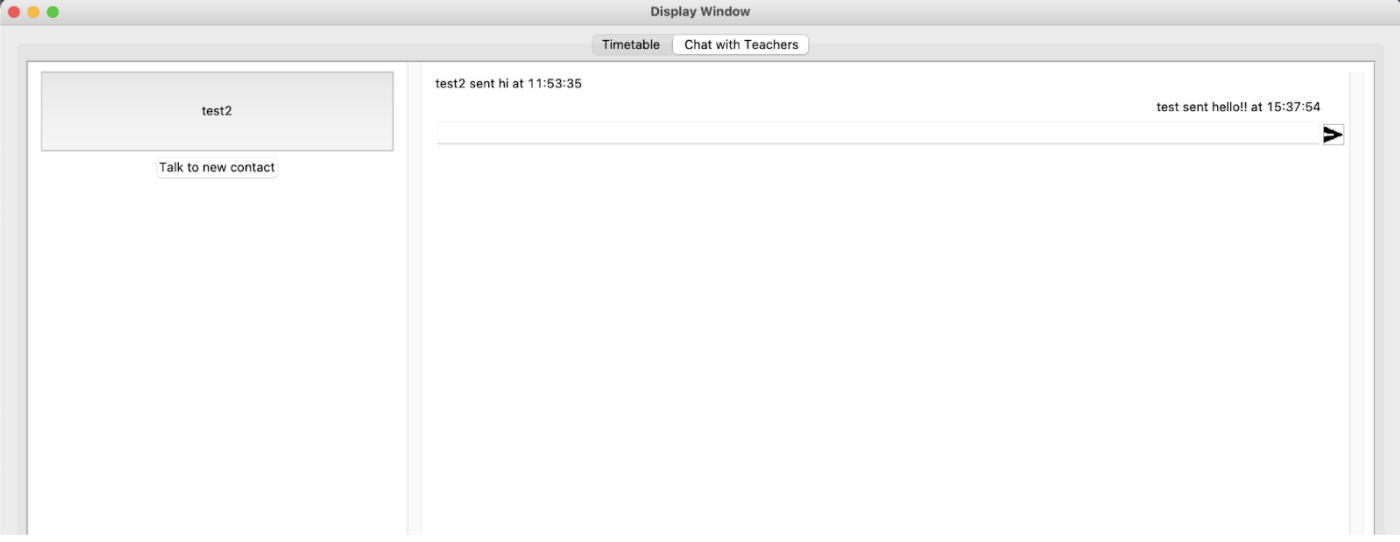 Display Window
Timetable
Chat with Teachers
test2
Talk to new contact
test2 sent hi at 11:53:35
test sent hello!! at 15:37:54